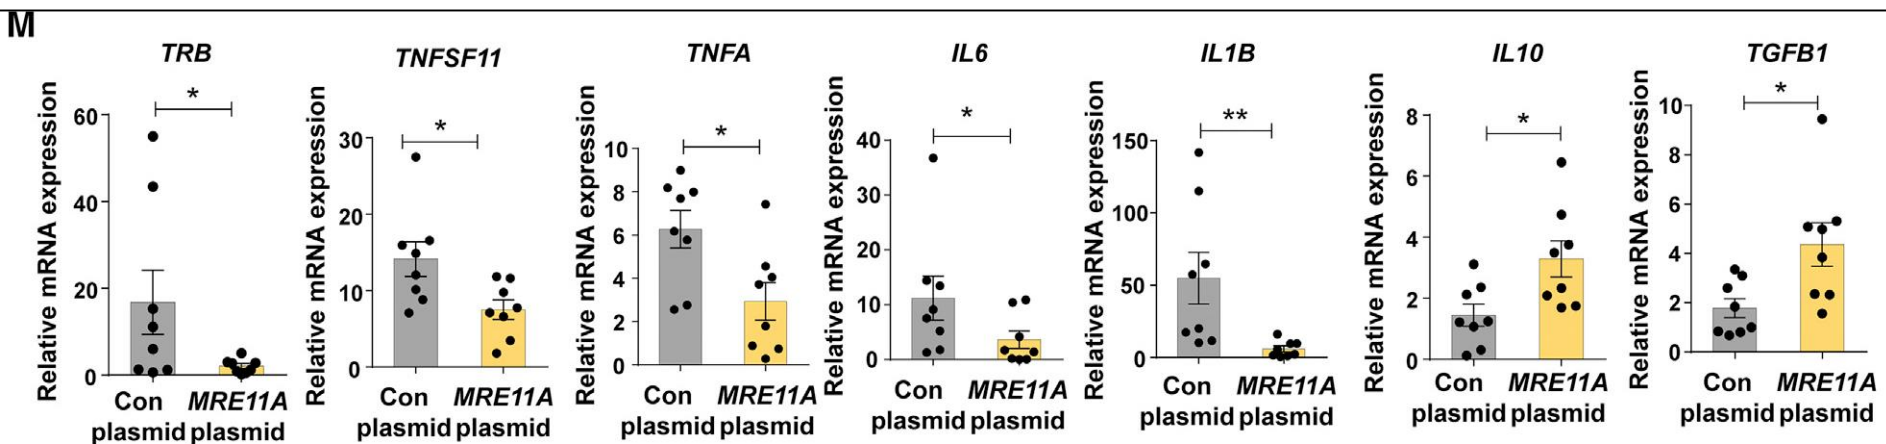 M
TRB
*
Relative mRNA expression
60
40
20
0
Con plasmid
MRE11A plasmid
TNFSF11
*
Relative mRNA expression
30
20
10
0
Con plasmid
MRE11A plasmid
TNFA
*
Relative mRNA expression
10
8
6
4
2
0
Con plasmid
MRE11A plasmid
IL6
*
Relative mRNA expression
40
30
20
10
0
Con plasmid
MRE11A plasmid
IL1B
**
Relative mRNA expression
150
100
50
0
Con plasmid
MRE11A plasmid
IL10
*
Relative mRNA expression
8
6
4
2
0
Con plasmid
MRE11A plasmid
TGFB1
*
Relative mRNA expression
10
8
6
4
2
0
Con plasmid
MRE11A plasmid